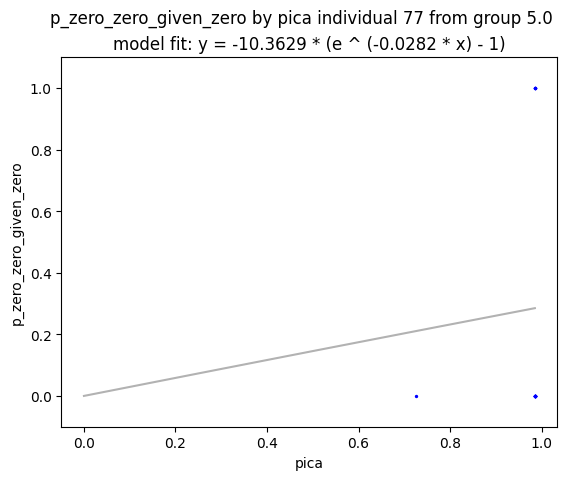 p_zero_zero_given_zero by pica individual 77 from group 5.0
model fit: y = -10.3629 * (e ^ (-0.0282 * x) - 1)
1.0
0.8
0.6
0.4
0.2
0.0
p_zero_zero_given_zero
0.0 0.2 0.4 0.6 0.8 1.0
pica